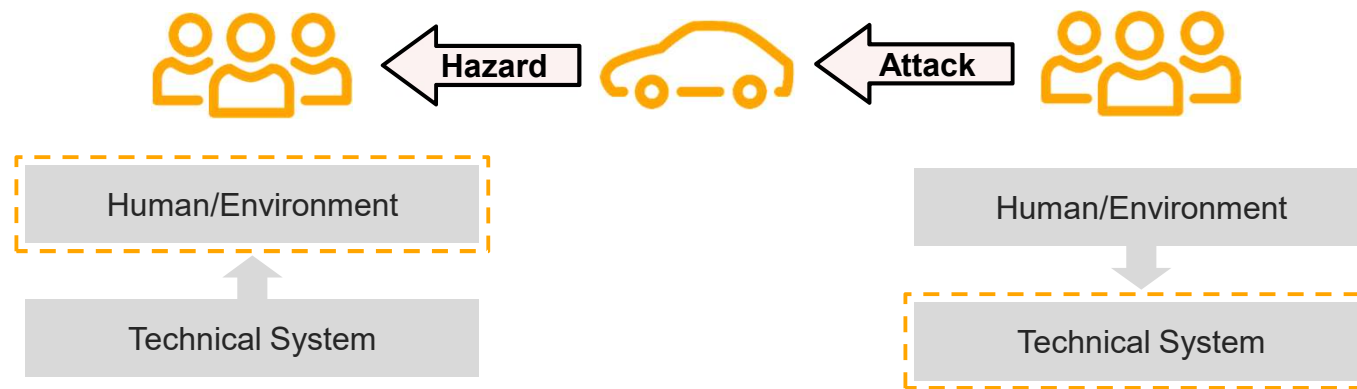 Hazard
Attack
Human/Environment
Human/Environment
Technical System
Technical System